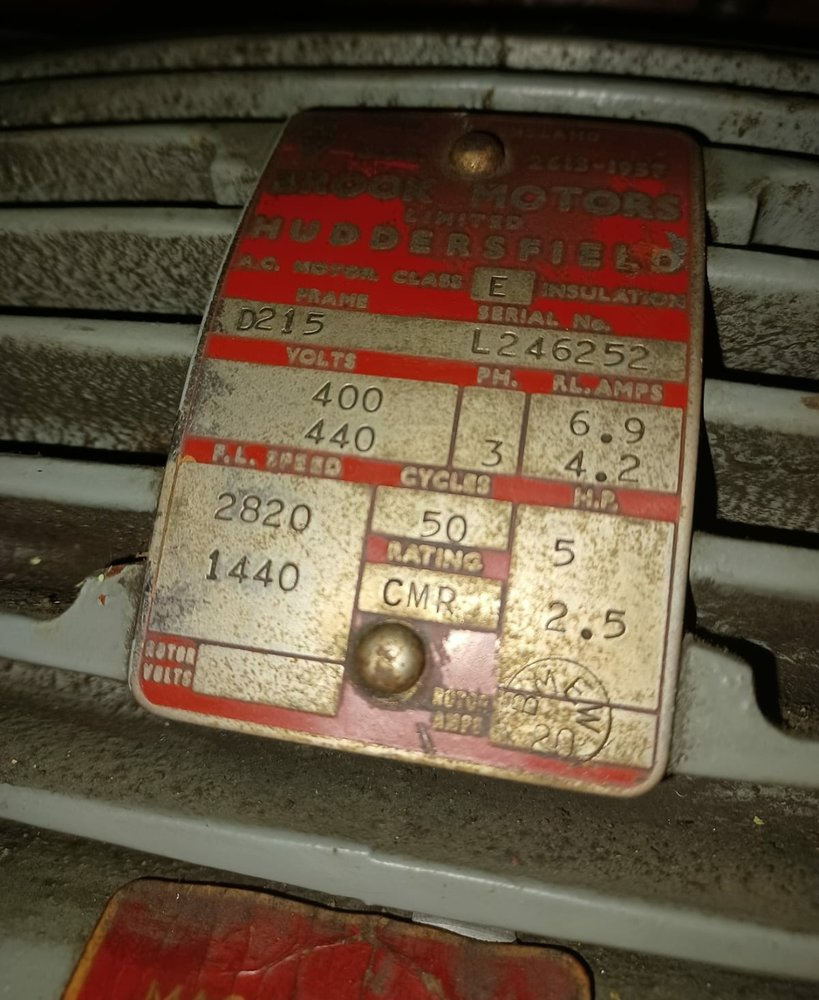 2613-1957
BROOK MOTORS
LIMITED
HUDDERSFIELD
A.C. MOTOR. CLASS E INSULATION
FRAME SERIAL No.
D215 L246252
VOLTS PH. F.L. AMPS
400 6.9
440 3 4.2
F.L. SPEED CYCLES H.P.
2820 50 5
RATING
1440 CMR 2.5
ROTOR
VOLTS
ROTOR
AMPS
MEW
20